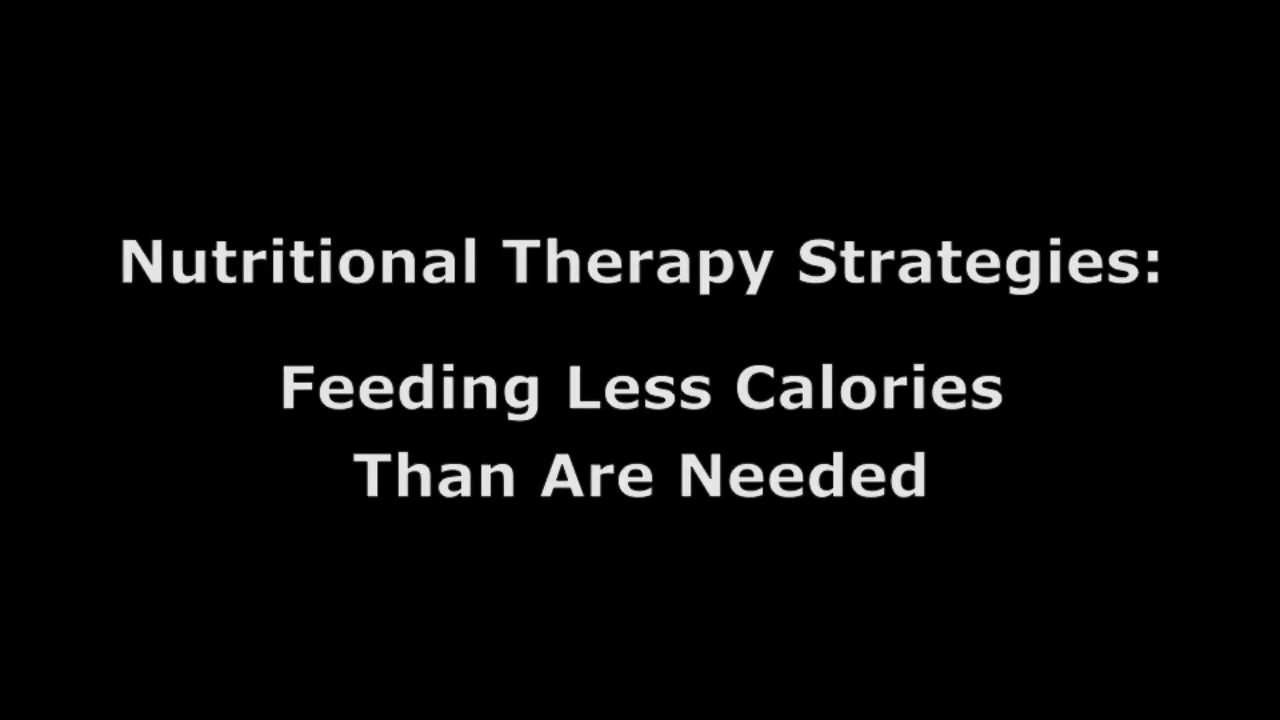 Nutritional Therapy Strategies:
Feeding Less Calories
Than Are Needed